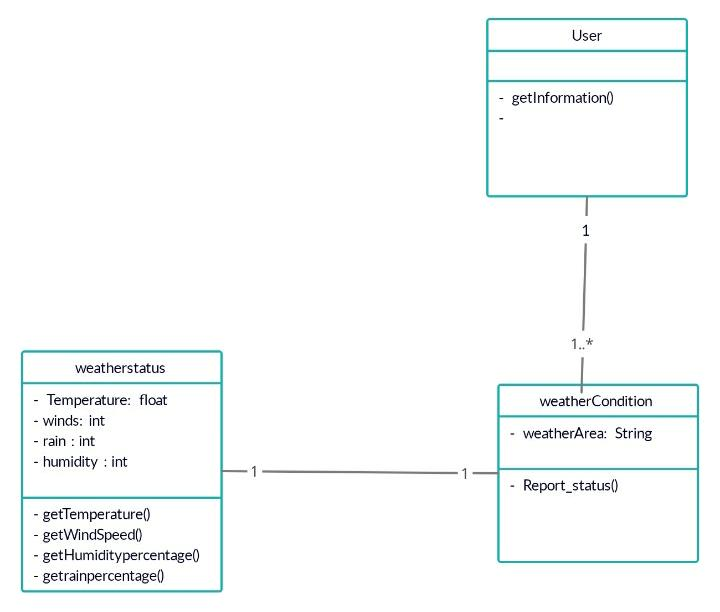 User
- getInformation()
-
1
1..*
weatherstatus
- Temperature: float
- winds: int
- rain : int
- humidity : int
- getTemperature()
- getWindSpeed()
- getHumiditypercentage()
- getrainpercentage()
1
1
weatherCondition
- weatherArea: String
- Report_status()